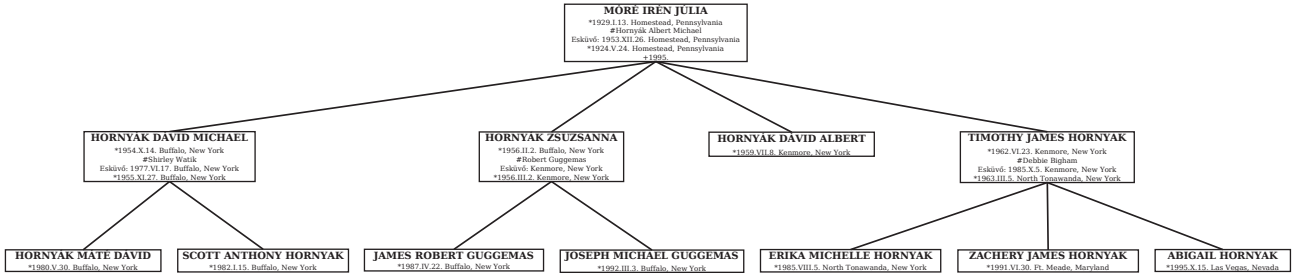 MÓRÉ IRÉN JÚLIA
*1929.I.13. Homestead, Pennsylvania
#Hornyák Albert Michael
Esküvő: 1953.XII.26. Homestead, Pennsylvania
*1924.V.24. Homestead, Pennsylvania
+1995.
HORNYÁK DÁVID MICHAEL
*1954.X.14. Buffalo, New York
#Shirley Watik
Esküvő: 1977.VI.17. Buffalo, New York
*1955.XI.27. Buffalo, New York
HORNYÁK ZSUZSANNA
*1956.II.2. Buffalo, New York
#Robert Guggemas
Esküvő: Kenmore, New York
*1956.III.2. Kenmore, New York
HORNYÁK DÁVID ALBERT
*1959.VII.8. Kenmore, New York
TIMOTHY JAMES HORNYAK
*1962.VI.23. Kenmore, New York
#Debbie Bigham
Esküvő: 1985.X.5. Kenmore, New York
*1963.III.5. North Tonawanda, New York
HORNYÁK MÁTÉ DÁVID
*1980.V.30. Buffalo, New York
SCOTT ANTHONY HORNYAK
*1982.I.15. Buffalo, New York
JAMES ROBERT GUGGEMAS
*1987.IV.22. Buffalo, New York
JOSEPH MICHAEL GUGGEMAS
*1992.III.3. Buffalo, New York
ERIKA MICHELLE HORNYAK
*1985.VIII.5. North Tonawanda, New York
ZACHERY JAMES HORNYAK
*1991.VI.30. Ft. Meade, Maryland
ABIGAIL HORNYAK
*1995.X.15. Las Vegas, Nevada